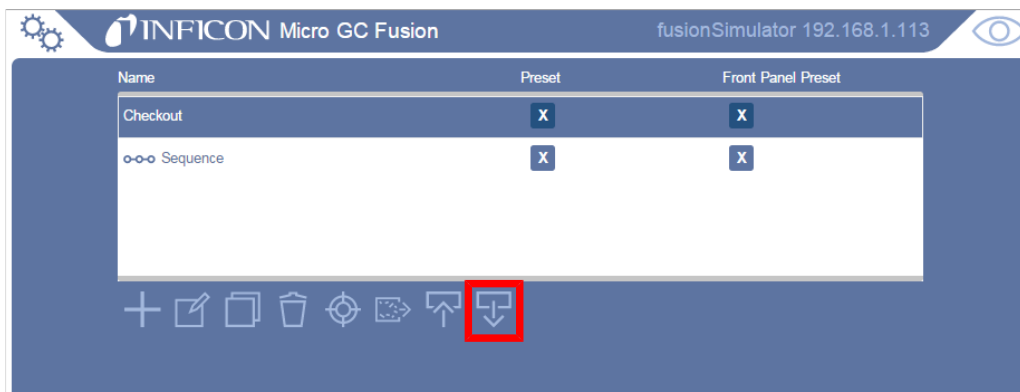 INFICON Micro GC Fusion
fusionSimulator 192.168.1.113
Name Preset Front Panel Preset
Checkout X X
Sequence X X